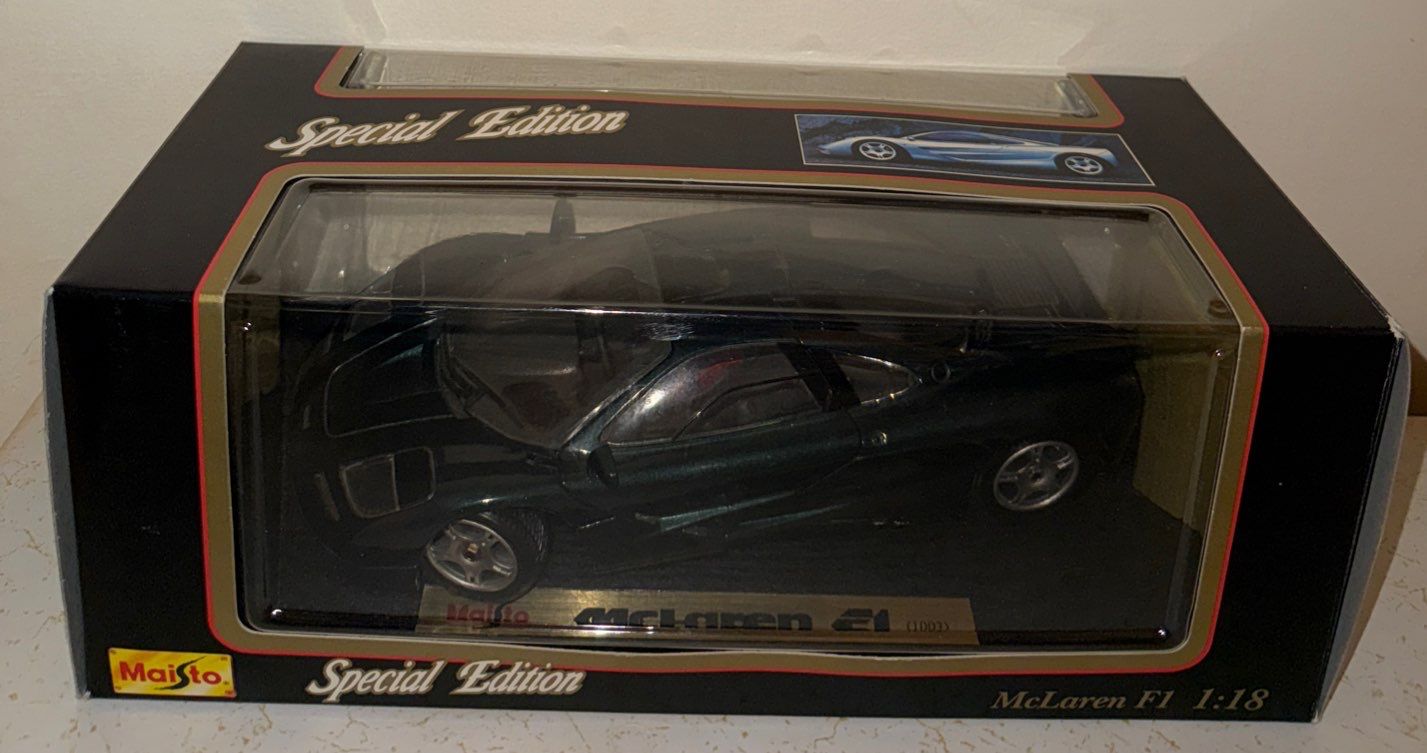 Special Edition
Maisto McLaren F1 (1993)
Maisto
Special Edition
McLaren F1 1:18